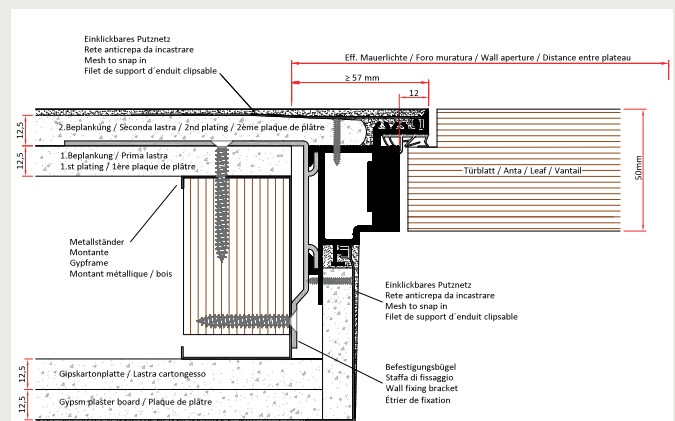 Einklickbares Putznetz
Rete anticrepa da incastrare
Mesh to snap in
Filet de support d´enduit clipsable
Eff. Mauerlichte / Foro muratura / Wall aperture / Distance entre plateau
≥ 57 mm
12
12,5
2.Beplankung / Seconda lastra / 2nd plating / 2ème plaque de plâtre
12,5
1.Beplankung / Prima lastra
1.st plating / 1ère plaque de plâtre
Türblatt / Anta / Leaf / Vantail
50mm
Metallständer
Montante
Gypframe
Montant métallique / bois
Einklickbares Putznetz
Rete anticrepa da incastrare
Mesh to snap in
Filet de support d´enduit clipsable
Befestigungsbügel
Staffa di fissaggio
Wall fixing bracket
Étrier de fixation
12,5
Gipskartonplatte / Lastra cartongesso
12,5
Gypsm plaster board / Plaque de plâtre